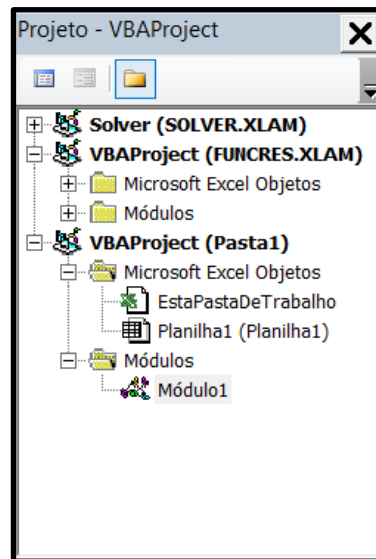 Projeto - VBAProject
Solver (SOLVER.XLAM)
VBAProject (FUNCRES.XLAM)
Microsoft Excel Objetos
Módulos
VBAProject (Pasta1)
Microsoft Excel Objetos
EstaPastaDeTrabalho
Planilha1 (Planilha1)
Módulos
Módulo1